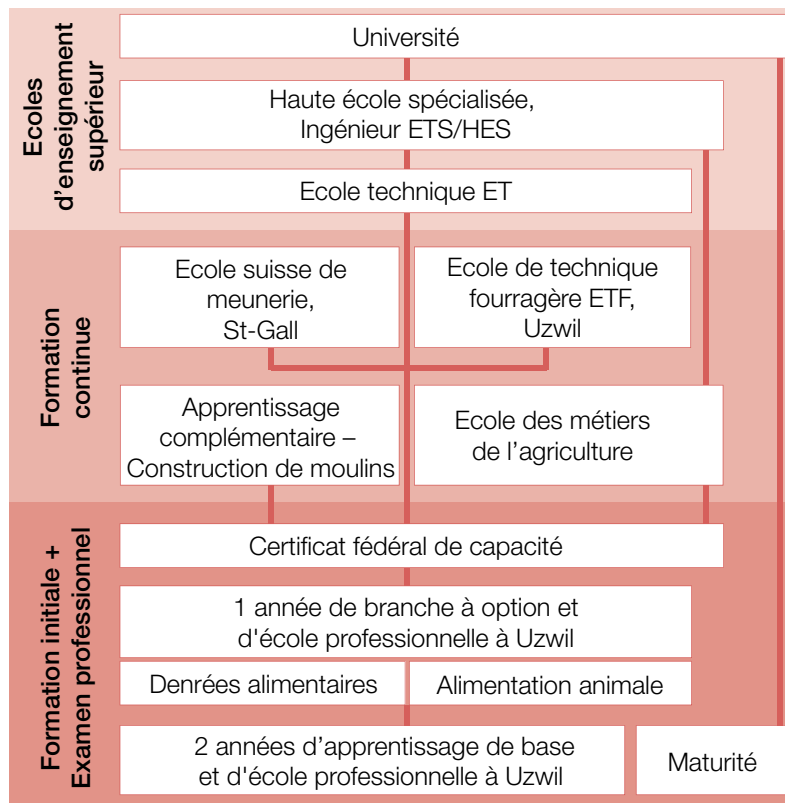 Ecoles
d'enseignement
supérieur
Université
Haute école spécialisée,
Ingénieur ETS/HES
Ecole technique ET
Formation
continue
Ecole suisse de
meunerie,
St-Gall
Ecole de technique
fourragère ETF,
Uzwil
Apprentissage
complémentaire –
Construction de moulins
Ecole des métiers
de l'agriculture
Formation initiale +
Examen professionnel
Certificat fédéral de capacité
1 année de branche à option et
d'école professionnelle à Uzwil
Denrées alimentaires
Alimentation animale
2 années d'apprentissage de base
et d'école professionnelle à Uzwil
Maturité